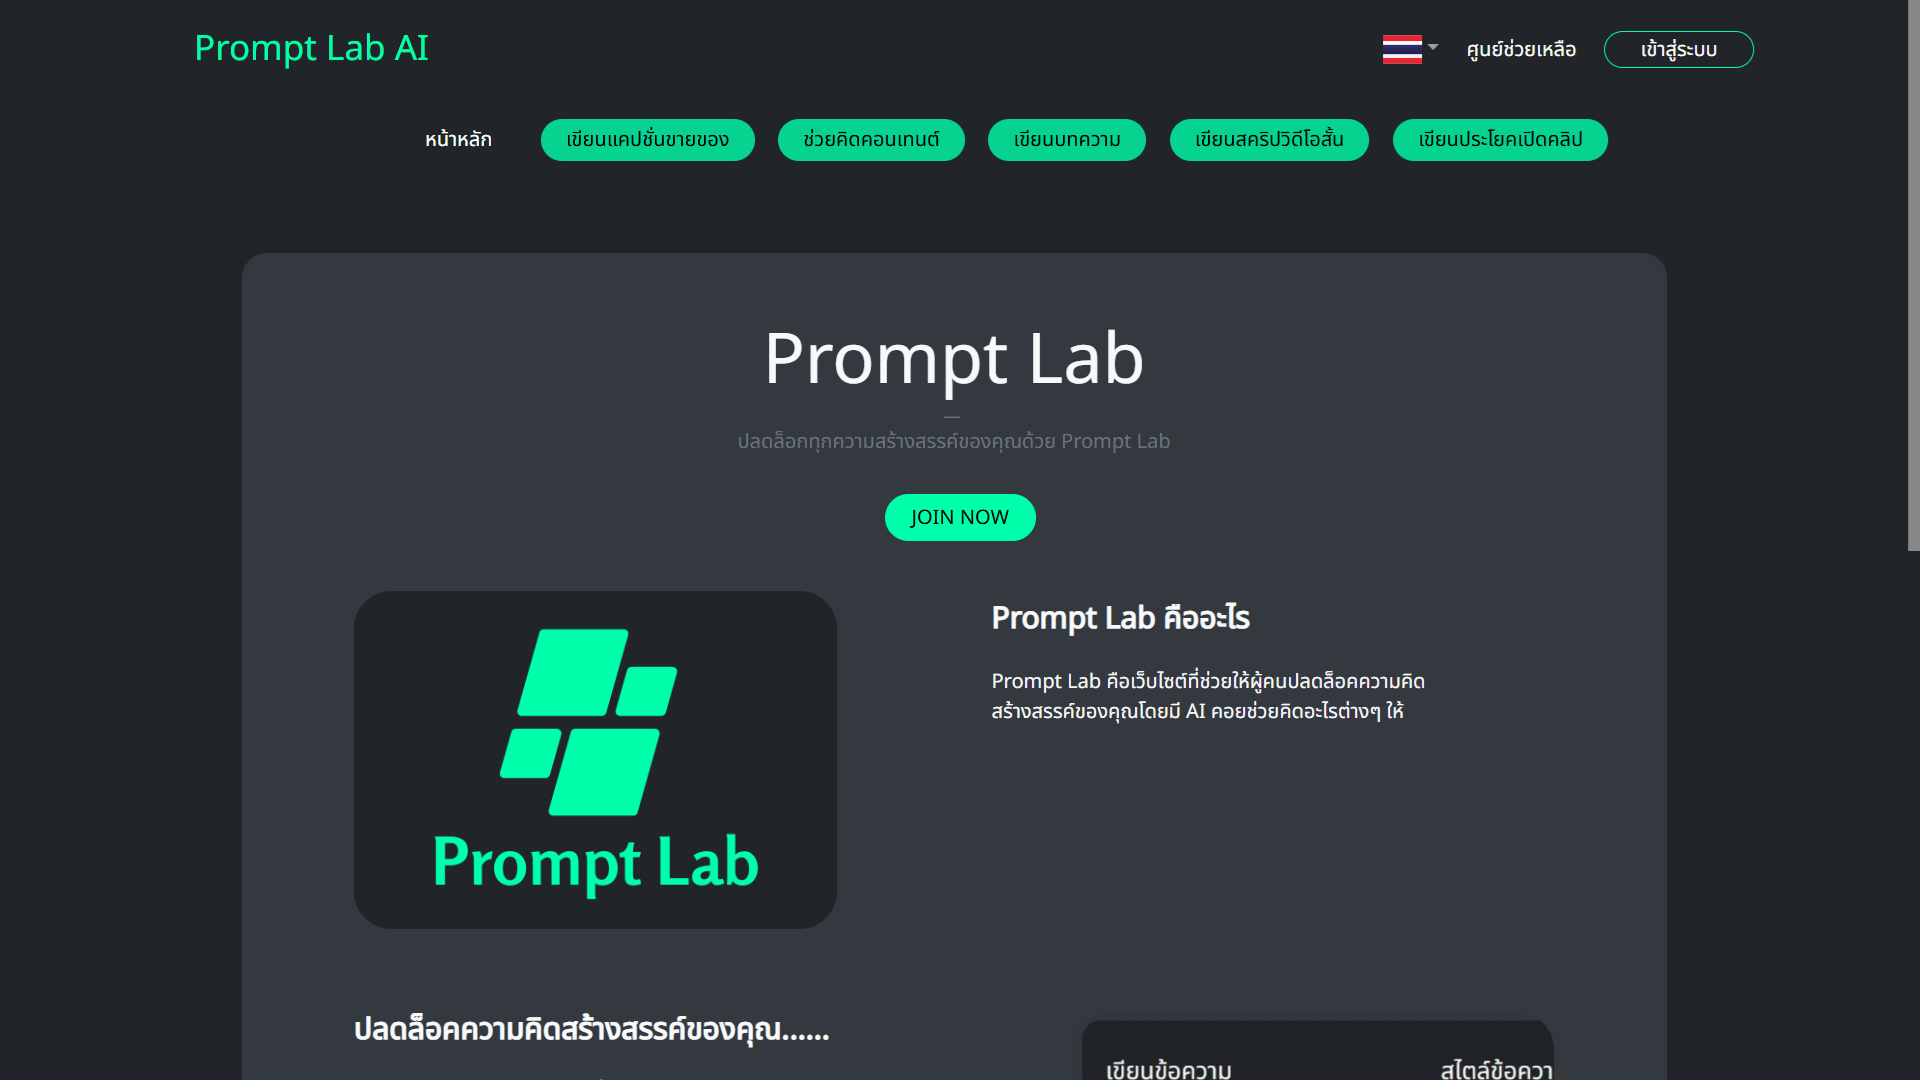 Prompt Lab AI
ศูนย์ช่วยเหลือ
เข้าสู่ระบบ
หน้าหลัก
เขียนแคปชั่นขายของ
ช่วยคิดคอนเทนต์
เขียนบทความ
เขียนสคริปวิดีโอสั้น
เขียนประโยคเปิดคลิป
Prompt Lab
—
ปลดล็อกทุกความสร้างสรรค์ของคุณด้วย Prompt Lab
JOIN NOW
Prompt Lab
Prompt Lab คืออะไร
Prompt Lab คือเว็บไซต์ที่ช่วยให้ผู้คนปลดล็อคความคิด
สร้างสรรค์ของคุณโดยมี AI คอยช่วยคิดอะไรต่างๆ ให้
ปลดล็อคความคิดสร้างสรรค์ของคุณ......
เขียนข้อความ
สไตล์ข้อควา